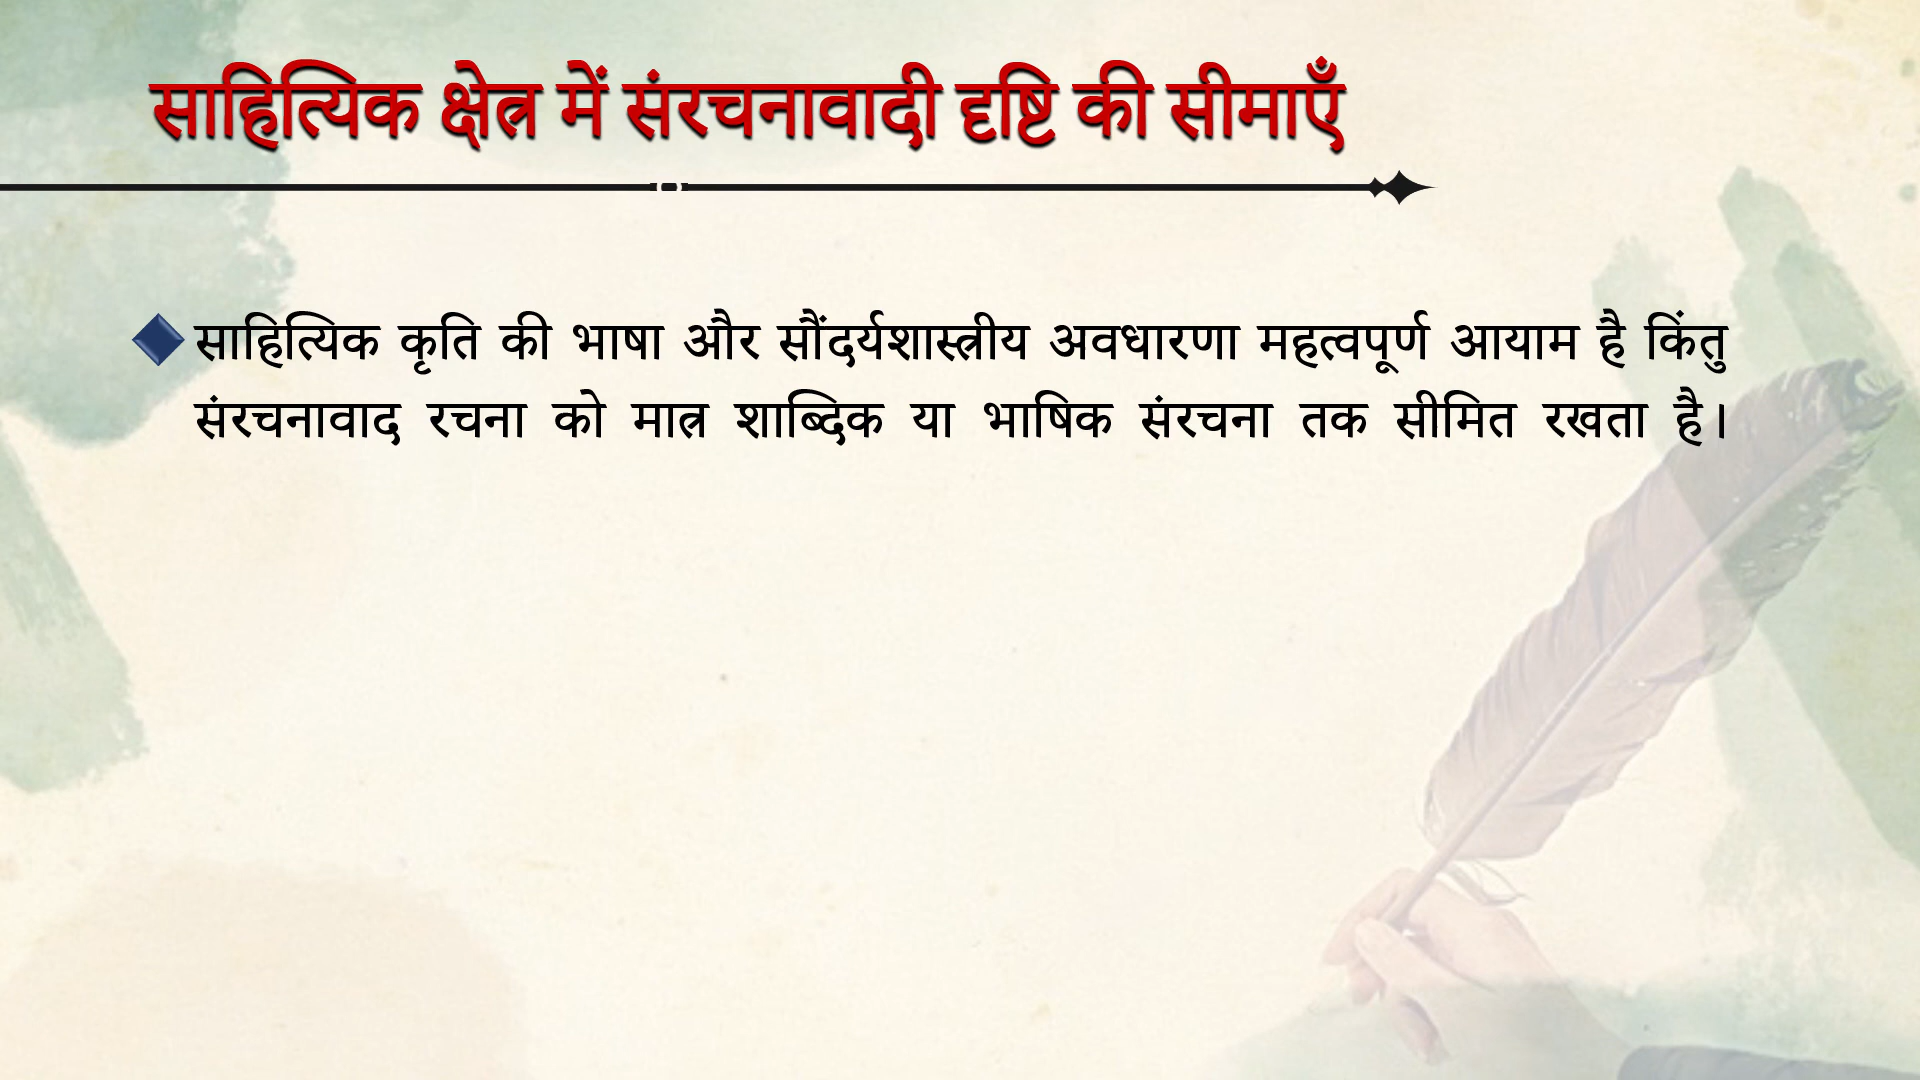 साहित्यिक क्षेत्र में संरचनावादी दृष्टि की सीमाएँ
साहित्यिक कृति की भाषा और सौंदर्यशास्त्रीय अवधारणा महत्वपूर्ण आयाम है किंतु
संरचनावाद रचना को मात्र शाब्दिक या भाषिक संरचना तक सीमित रखता है।